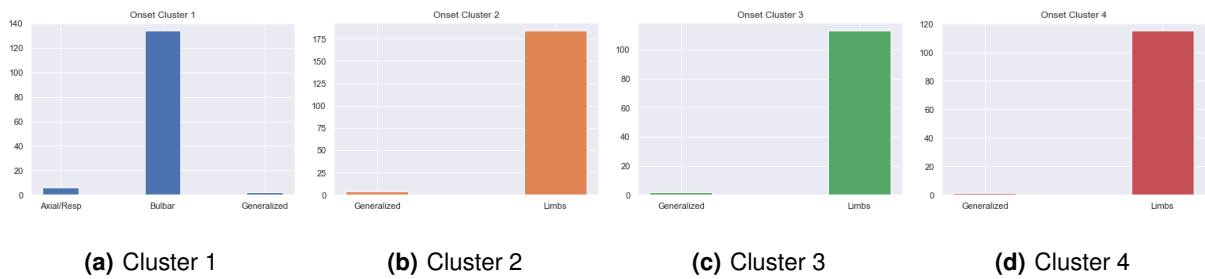 Onset Cluster 1
140
120
100
80
60
40
20
0
Axial/Resp Bulbar Generalized
Onset Cluster 2
175
150
125
100
75
50
25
0
Generalized Limbs
Onset Cluster 3
100
80
60
40
20
0
Generalized Limbs
Onset Cluster 4
120
100
80
60
40
20
0
Generalized Limbs
(a) Cluster 1
(b) Cluster 2
(c) Cluster 3
(d) Cluster 4